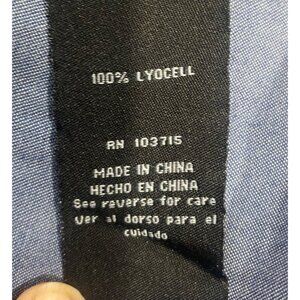 100% LYOCELL
RN 103715
MADE IN CHINA
HECHO EN CHINA
See reverse for care
Ver al dorso para el
cuidado